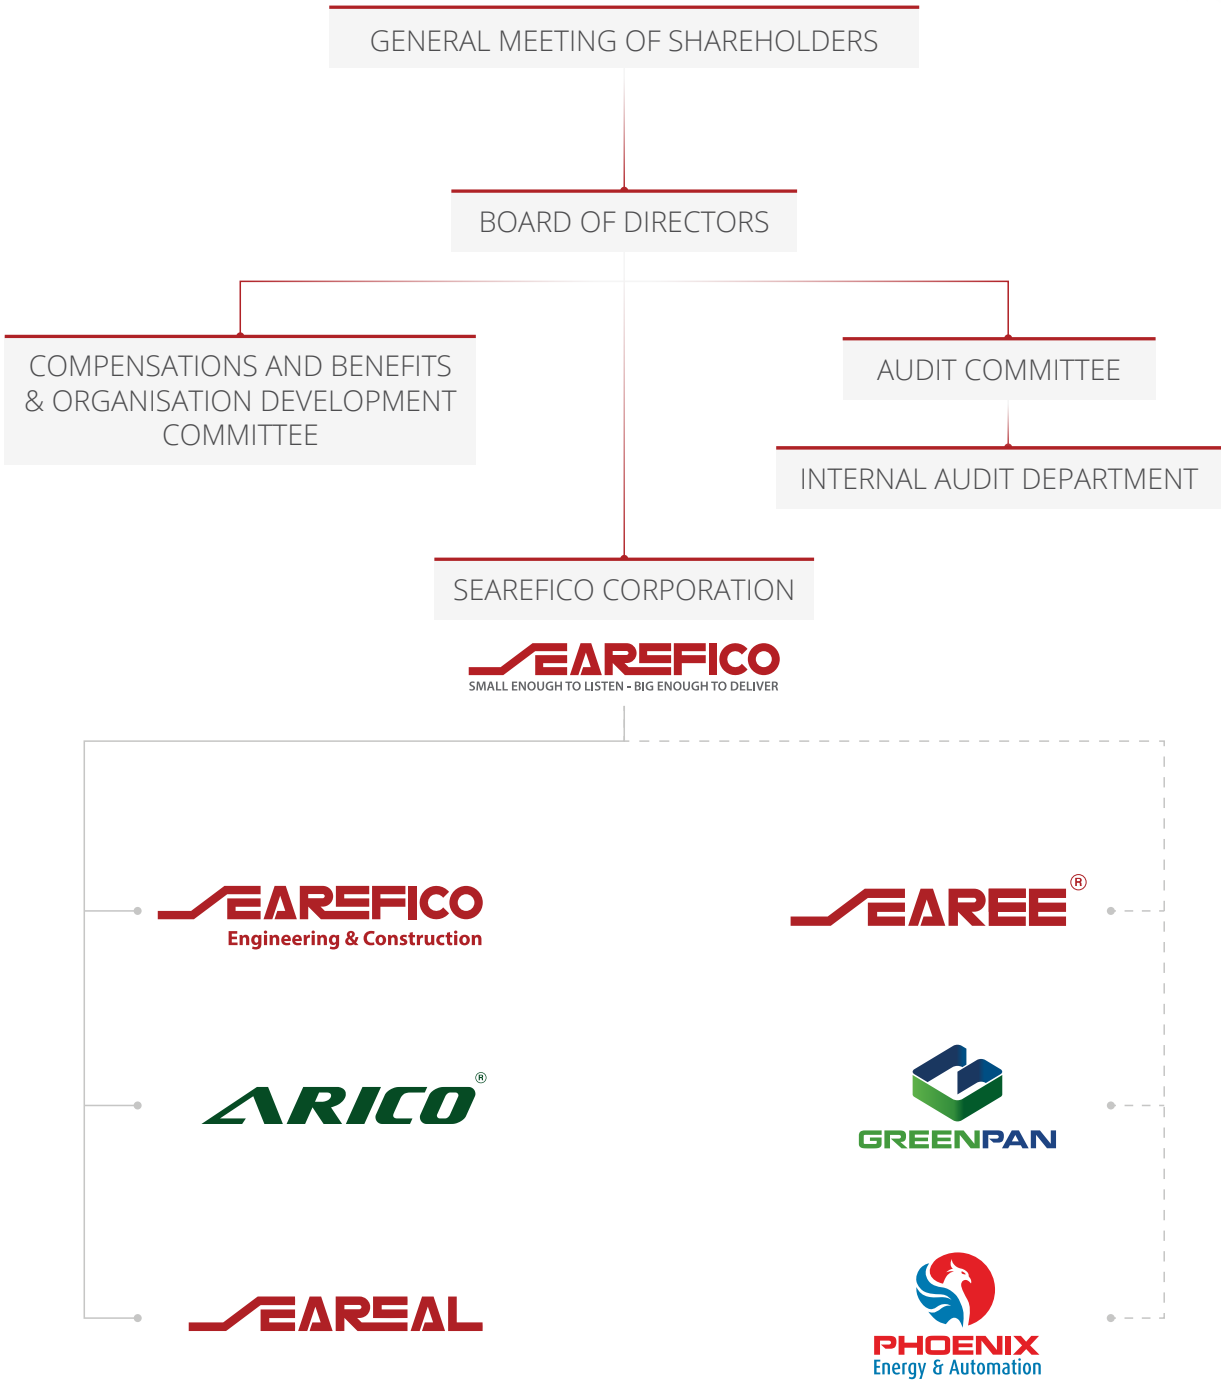 GENERAL MEETING OF SHAREHOLDERS
BOARD OF DIRECTORS
COMPENSATIONS AND BENEFITS
& ORGANISATION DEVELOPMENT
COMMITTEE
AUDIT COMMITTEE
INTERNAL AUDIT DEPARTMENT
SEAREFICO CORPORATION
SEAREFICO
SMALL ENOUGH TO LISTEN - BIG ENOUGH TO DELIVER
SEAREFICO
Engineering & Construction
SEAREE®
ARICO®
GREENPAN
SEAREAL
PHOENIX
Energy & Automation